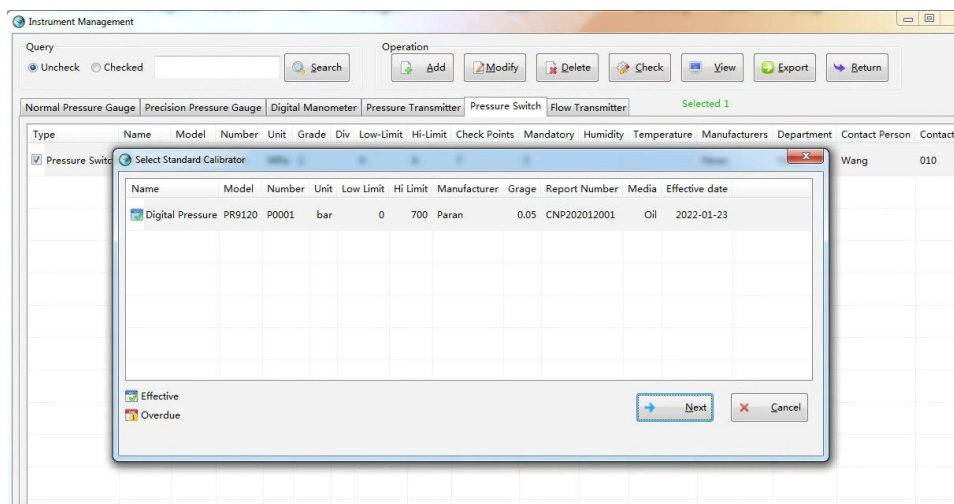 Instrument Management
Query
Operation
Uncheck Checked Search Add Modify Delete Check View Export Return
Normal Pressure Gauge Precision Pressure Gauge Digital Manometer Pressure Transmitter Pressure Switch Flow Transmitter Selected 1
Type Name Model Number Unit Grade Div Low-Limit Hi-Limit Check Points Mandatory Humidity Temperature Manufacturers Department Contact Person Contact
Pressure Switc Wang 010
Select Standard Calibrator
Name Model Number Unit Low Limit Hi Limit Manufacturer Grage Report Number Media Effective date
Digital Pressure PR9120 P0001 bar 0 700 Paran 0.05 CNP202012001 Oil 2022-01-23
Effective
Overdue
Next Cancel